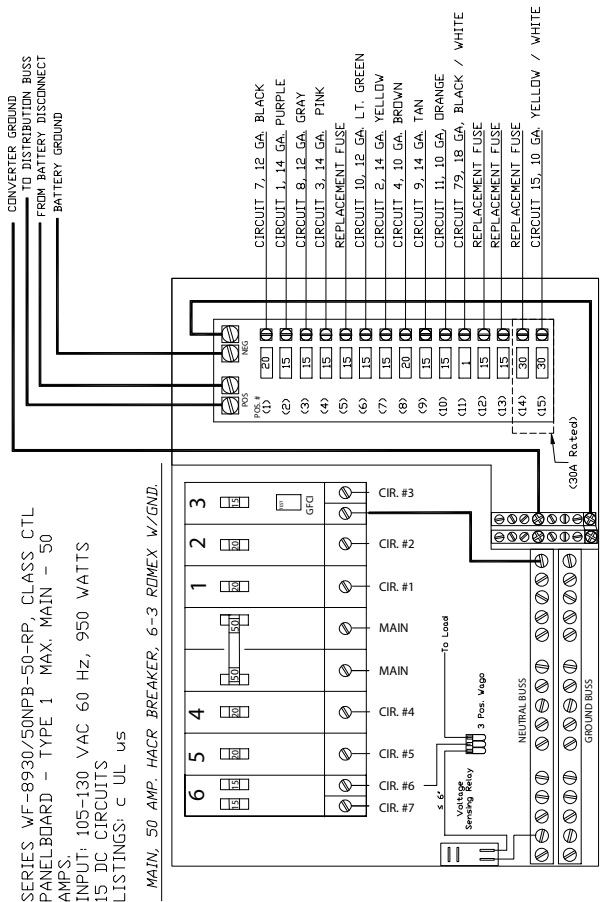 SERIES WF-8930/50NPB-50-RP, CLASS CTL
PANELBOARD - TYPE 1 MAX. MAIN - 50
AMPS.
INPUT: 105-130 VAC 60 Hz, 950 WATTS
15 DC CIRCUITS
LISTINGS: c UL us
MAIN, 50 AMP. HACR BREAKER, 6-3 ROMEX W/GND.
CONVERTER GROUND
TO DISTRIBUTION BUSS
FROM BATTERY DISCONNECT
BATTERY GROUND
POS
NEG
POS. #
(1) 20 CIRCUIT 7, 12 GA. BLACK
(2) 15 CIRCUIT 1, 14 GA. PURPLE
(3) 15 CIRCUIT 8, 12 GA. GRAY
(4) 15 CIRCUIT 3, 14 GA. PINK
(5) 15 REPLACEMENT FUSE
(6) 15 CIRCUIT 10, 12 GA. LT. GREEN
(7) 15 CIRCUIT 2, 14 GA. YELLOW
(8) 20 CIRCUIT 4, 10 GA. BROWN
(9) 15 CIRCUIT 9, 14 GA. TAN
(10) 15 CIRCUIT 11, 10 GA, ORANGE
(11) 1 CIRCUIT 79, 18 GA, BLACK / WHITE
(12) 15 REPLACEMENT FUSE
(13) 15 REPLACEMENT FUSE
(14) 30 REPLACEMENT FUSE
(15) 30 CIRCUIT 15, 10 GA. YELLOW / WHITE
(30A Rated)
6 15 15
5 20
4 20
50 50
1 20
2 20
3 15
TEST
GFCI
CIR. #3
CIR. #2
CIR. #1
MAIN
MAIN
CIR. #4
CIR. #5
CIR. #6
CIR. #7
To Load
3 Pos. Wago
≤ 6"
Voltage
Sensing Relay
NEUTRAL BUSS
GROUND BUSS